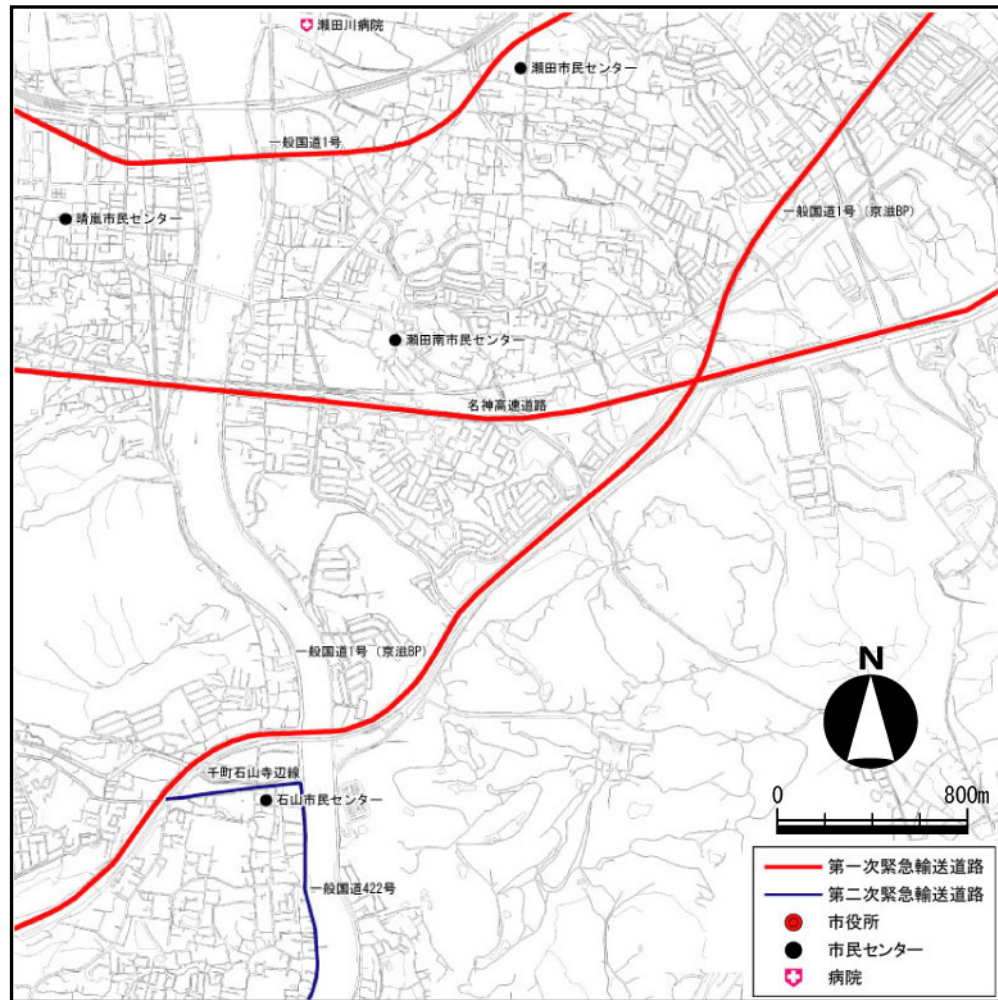 瀬田川病院
瀬田市民センター
一般国道1号
晴嵐市民センター
一般国道1号（京滋BP）
瀬田南市民センター
名神高速道路
一般国道1号（京滋BP）
N
千町石山寺辺線
石山市民センター
0 800m
一般国道422号
第一次緊急輸送道路
第二次緊急輸送道路
市役所
市民センター
病院